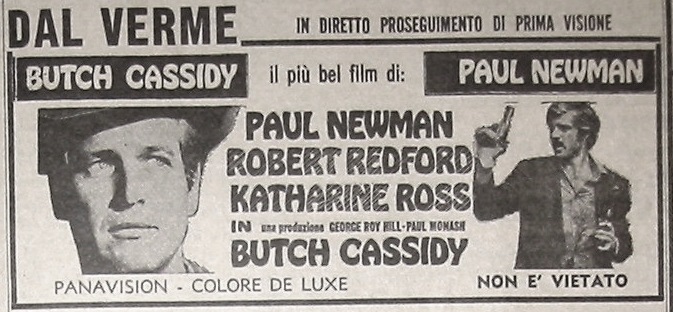 DAL VERME
IN DIRETTO PROSEGUIMENTO DI PRIMA VISIONE
BUTCH CASSIDY
il più bel film di:
PAUL NEWMAN
PAUL NEWMAN
ROBERT REDFORD
KATHARINE ROSS
IN una produzione GEORGE ROY HILL-PAUL MONASH
BUTCH CASSIDY
PANAVISION - COLORE DE LUXE
NON E' VIETATO